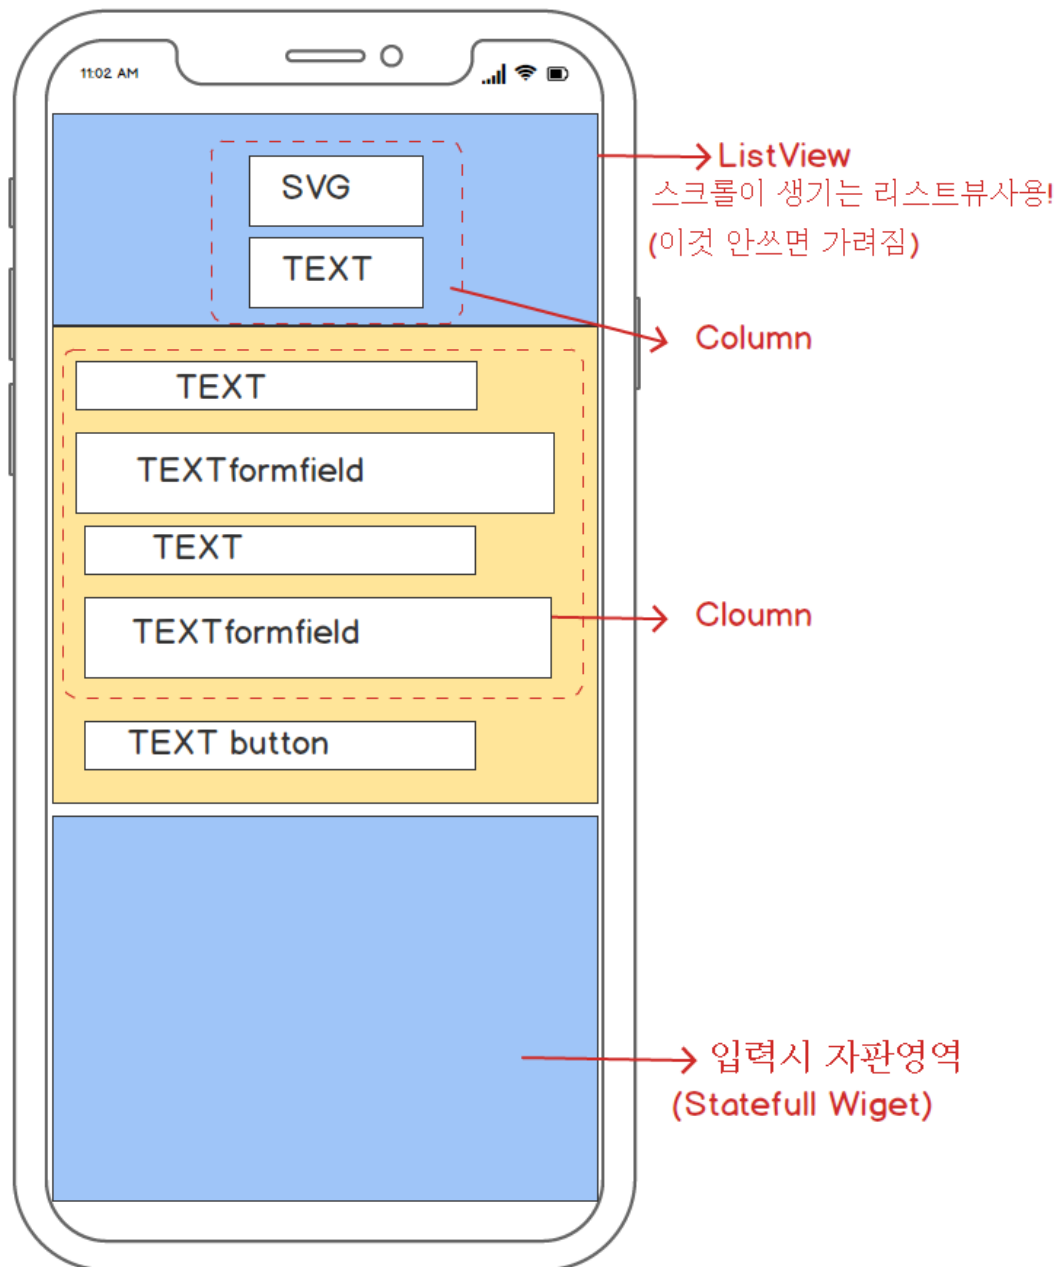 11:02 AM
SVG
TEXT
ListView
스크롤이 생기는 리스트뷰사용!
(이것 안쓰면 가려짐)
Column
TEXT
TEXTformfield
TEXT
TEXTformfield
Cloumn
TEXT button
입력시 자판영역
(Statefull Wiget)